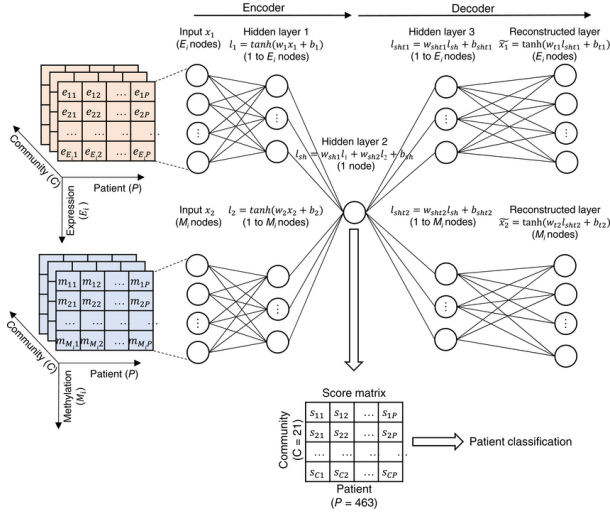 Encoder
Decoder
Input x₁
(Eᵢ nodes)
Hidden layer 1
l₁ = tanh(w₁x₁ + b₁)
(1 to Eᵢ nodes)
Hidden layer 3
lₛₕₜ₁ = wₛₕₜ₁lₛₕ + bₛₕₜ₁
(1 to Eᵢ nodes)
Reconstructed layer
x̃₁ = tanh(wₜ₁lₛₕₜ₁ + bₜ₁)
(Eᵢ nodes)
e₁₁ e₁₂ ... e₁P
e₂₁ e₂₂ ... e₂P
... ... ...
eEᵢ1 eEᵢ2 ... eEᵢP
Community (C)
Patient (P)
Expression
(Eᵢ)
Hidden layer 2
lₛₕ = wₛₕ₁l₁ + wₛₕ₂l₂ + bₛₕ
(1 node)
Input x₂
(Mᵢ nodes)
l₂ = tanh(w₂x₂ + b₂)
(1 to Mᵢ nodes)
lₛₕₜ₂ = wₛₕₜ₂lₛₕ + bₛₕₜ₂
(1 to Mᵢ nodes)
Reconstructed layer
x̃₂ = tanh(wₜ₂lₛₕₜ₂ + bₜ₂)
(Mᵢ nodes)
m₁₁ m₁₂ ... m₁P
m₂₁ m₂₂ ... m₂P
... ... ...
mMᵢ1 mMᵢ2 ... mMᵢP
Community (C)
Patient (P)
Methylation
(Mᵢ)
Score matrix
s₁₁ s₁₂ ... s₁P
s₂₁ s₂₂ ... s₂P
... ... ...
sC1 sC2 ... sCP
Community
(C = 21)
Patient
(P = 463)
Patient classification